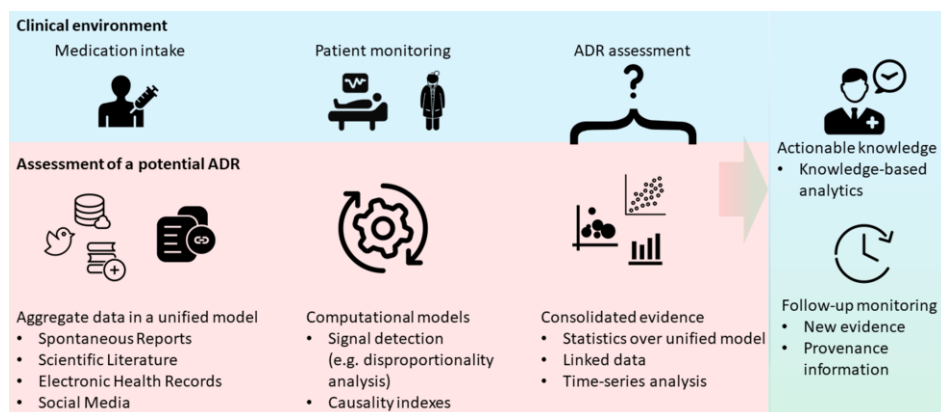 Clinical environment
Medication intake
Patient monitoring
ADR assessment
?
Assessment of a potential ADR
Aggregate data in a unified model
• Spontaneous Reports
• Scientific Literature
• Electronic Health Records
• Social Media
Computational models
• Signal detection
(e.g. disproportionality
analysis)
• Causality indexes
Consolidated evidence
• Statistics over unified model
• Linked data
• Time-series analysis
Actionable knowledge
• Knowledge-based
analytics
Follow-up monitoring
• New evidence
• Provenance
information